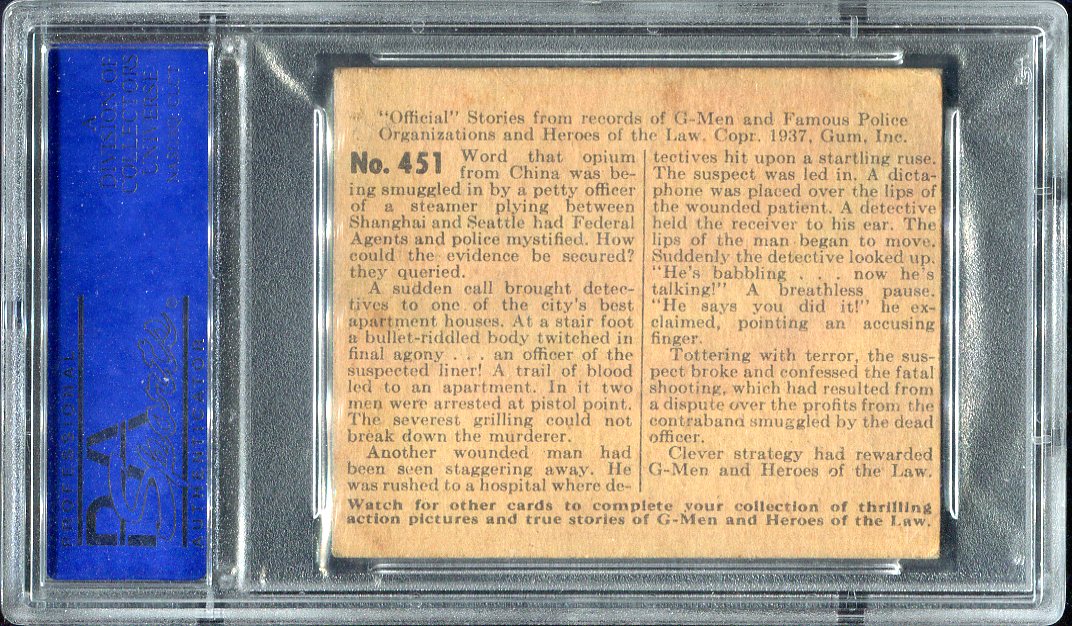 A
DIVISION OF
COLLECTORS
UNIVERSE
NASDAQ: CLCT
PSA
PROFESSIONAL
Sports
AUTHENTICATOR
"Official" Stories from records of G-Men and Famous Police
Organizations and Heroes of the Law. Copr. 1937, Gum, Inc.
No. 451 Word that opium
from China was be-
ing smuggled in by a petty officer
of a steamer plying between
Shanghai and Seattle had Federal
Agents and police mystified. How
could the evidence be secured?
they queried.
A sudden call brought detec-
tives to one of the city's best
apartment houses. At a stair foot
a bullet-riddled body twitched in
final agony . . . an officer of the
suspected liner! A trail of blood
led to an apartment. In it two
men were arrested at pistol point.
The severest grilling could not
break down the murderer.
Another wounded man had
been seen staggering away. He
was rushed to a hospital where de-
tectives hit upon a startling ruse.
The suspect was led in. A dicta-
phone was placed over the lips of
the wounded patient. A detective
held the receiver to his ear. The
lips of the man began to move.
Suddenly the detective looked up.
"He's babbling . . . now he's
talking!" A breathless pause.
"He says you did it!" he ex-
claimed, pointing an accusing
finger.
Tottering with terror, the sus-
pect broke and confessed the fatal
shooting, which had resulted from
a dispute over the profits from the
contraband smuggled by the dead
officer.
Clever strategy had rewarded
G-Men and Heroes of the Law.
Watch for other cards to complete your collection of thrilling
action pictures and true stories of G-Men and Heroes of the Law.